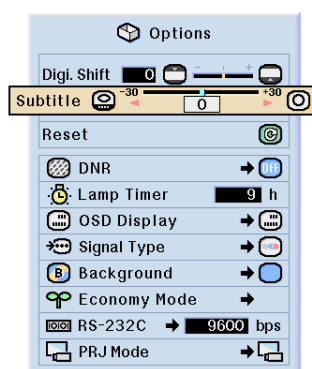 Options
Digi. Shift 0 - +
Subtitle -30 0 +30
Reset
DNR OFF
Lamp Timer 9 h
OSD Display
Signal Type
B Background
Economy Mode
RS-232C 9600 bps
PRJ Mode